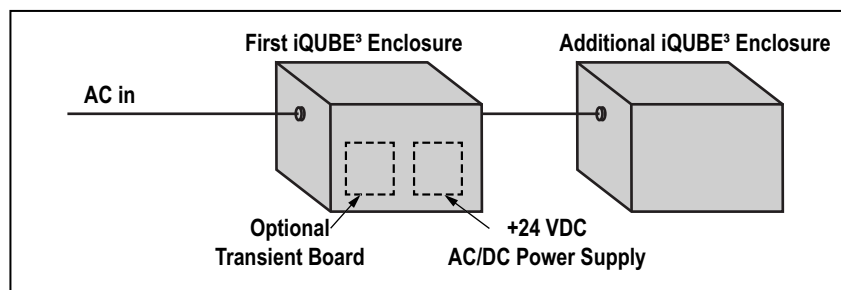 First iQUBE³ Enclosure
Additional iQUBE³ Enclosure
AC in
Optional
Transient Board
+24 VDC
AC/DC Power Supply